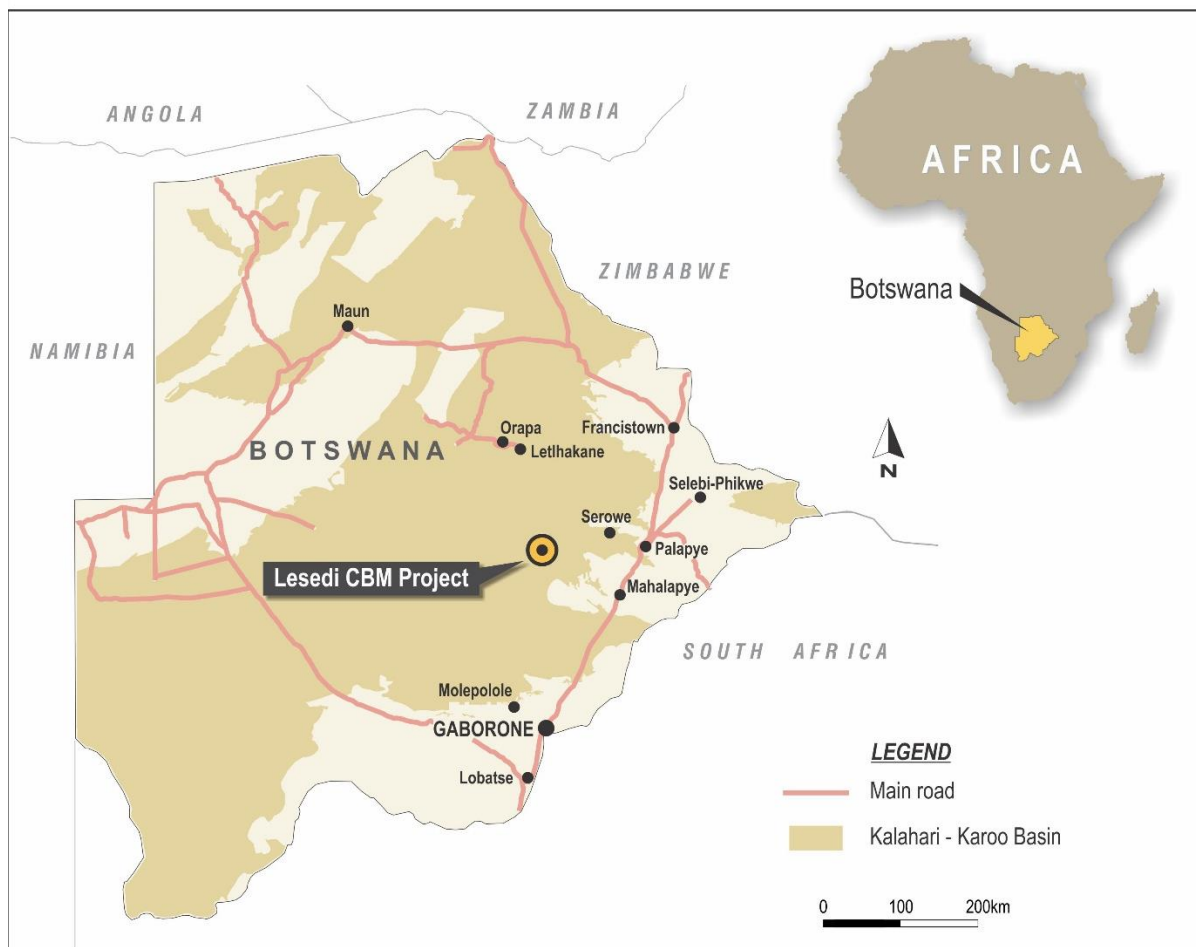 ANGOLA
ZAMBIA
AFRICA
ZIMBABWE
Botswana
Maun
NAMIBIA
N
BOTSWANA
Orapa
Letlhakane
Francistown
Selebi-Phikwe
Serowe
Palapye
Lesedi CBM Project
Mahalapye
SOUTH AFRICA
Molepolole
GABORONE
Lobatse
LEGEND
Main road
Kalahari - Karoo Basin
0 100 200km